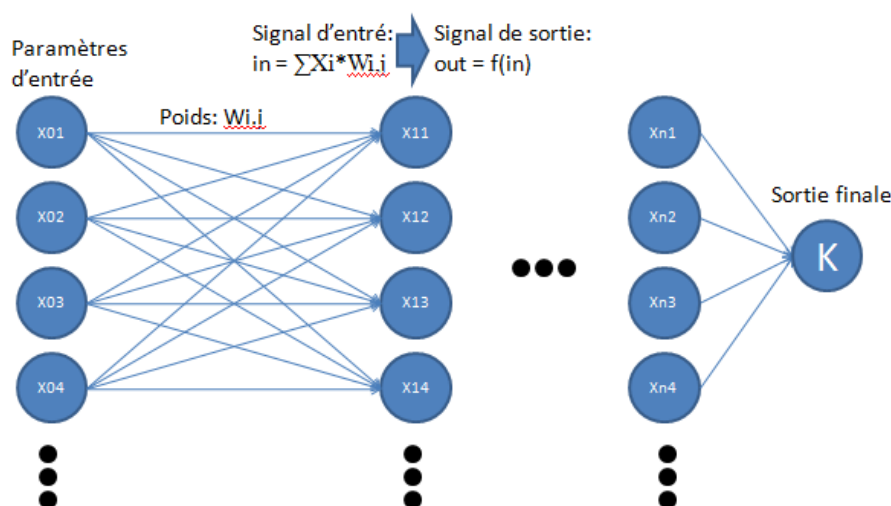 Signal d'entré:
in = ∑Xi*Wi,j
Signal de sortie:
out = f(in)
Paramètres
d'entrée
Poids: Wi,j
X01
X11
Xn1
X02
X12
Xn2
Sortie finale
K
X03
X13
Xn3
X04
X14
Xn4